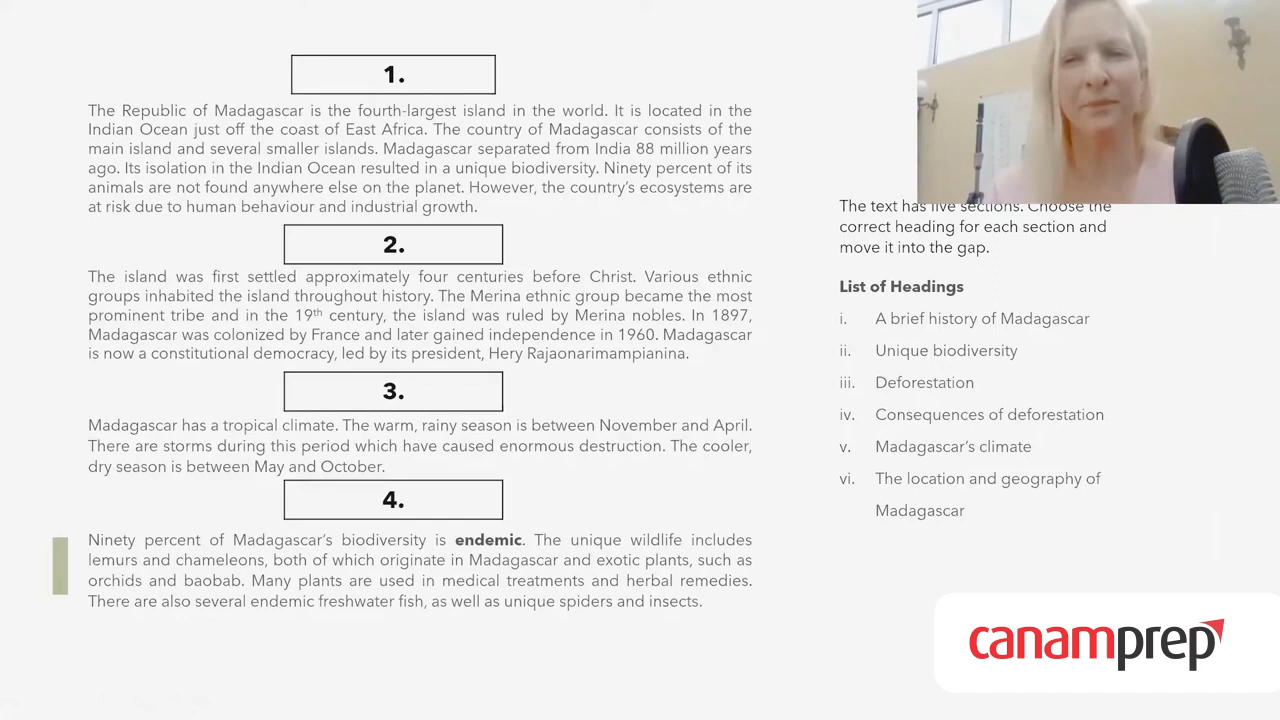 1.
The Republic of Madagascar is the fourth-largest island in the world. It is located in the
Indian Ocean just off the coast of East Africa. The country of Madagascar consists of the
main island and several smaller islands. Madagascar separated from India 88 million years
ago. Its isolation in the Indian Ocean resulted in a unique biodiversity. Ninety percent of its
animals are not found anywhere else on the planet. However, the country's ecosystems are
at risk due to human behaviour and industrial growth.
2.
The island was first settled approximately four centuries before Christ. Various ethnic
groups inhabited the island throughout history. The Merina ethnic group became the most
prominent tribe and in the 19th century, the island was ruled by Merina nobles. In 1897,
Madagascar was colonized by France and later gained independence in 1960. Madagascar
is now a constitutional democracy, led by its president, Hery Rajaonarimampianina.
3.
Madagascar has a tropical climate. The warm, rainy season is between November and April.
There are storms during this period which have caused enormous destruction. The cooler,
dry season is between May and October.
4.
Ninety percent of Madagascar's biodiversity is endemic. The unique wildlife includes
lemurs and chameleons, both of which originate in Madagascar and exotic plants, such as
orchids and baobab. Many plants are used in medical treatments and herbal remedies.
There are also several endemic freshwater fish, as well as unique spiders and insects.
The text has five sections. Choose the
correct heading for each section and
move it into the gap.
List of Headings
i. A brief history of Madagascar
ii. Unique biodiversity
iii. Deforestation
iv. Consequences of deforestation
v. Madagascar's climate
vi. The location and geography of
Madagascar
canamprep